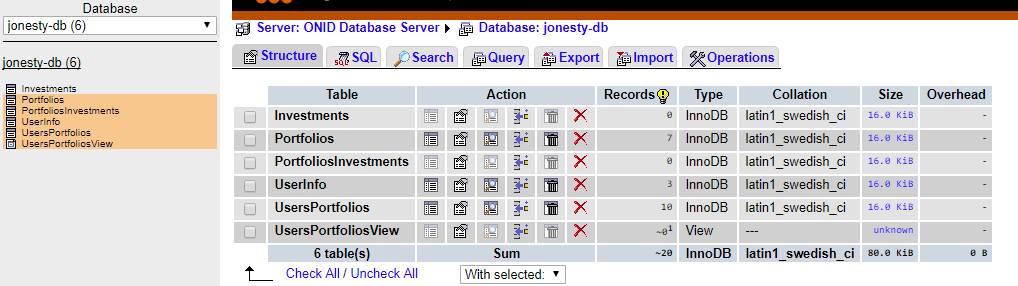 Database
jonesty-db (6)
jonesty-db (6)
Investments
Portfolios
PortfoliosInvestments
UserInfo
UsersPortfolios
UsersPortfoliosView
Server: ONID Database Server Database: jonesty-db
Structure SQL Search Query Export Import Operations
Table Action Records Type Collation Size Overhead
Investments 0 InnoDB latin1_swedish_ci 16.0 KiB -
Portfolios 7 InnoDB latin1_swedish_ci 16.0 KiB -
PortfoliosInvestments 0 InnoDB latin1_swedish_ci 16.0 KiB -
UserInfo 3 InnoDB latin1_swedish_ci 16.0 KiB -
UsersPortfolios 10 InnoDB latin1_swedish_ci 16.0 KiB -
UsersPortfoliosView ~0¹ View --- unknown -
6 table(s) Sum ~20 InnoDB latin1_swedish_ci 80.0 KiB 0 B
Check All / Uncheck All With selected: